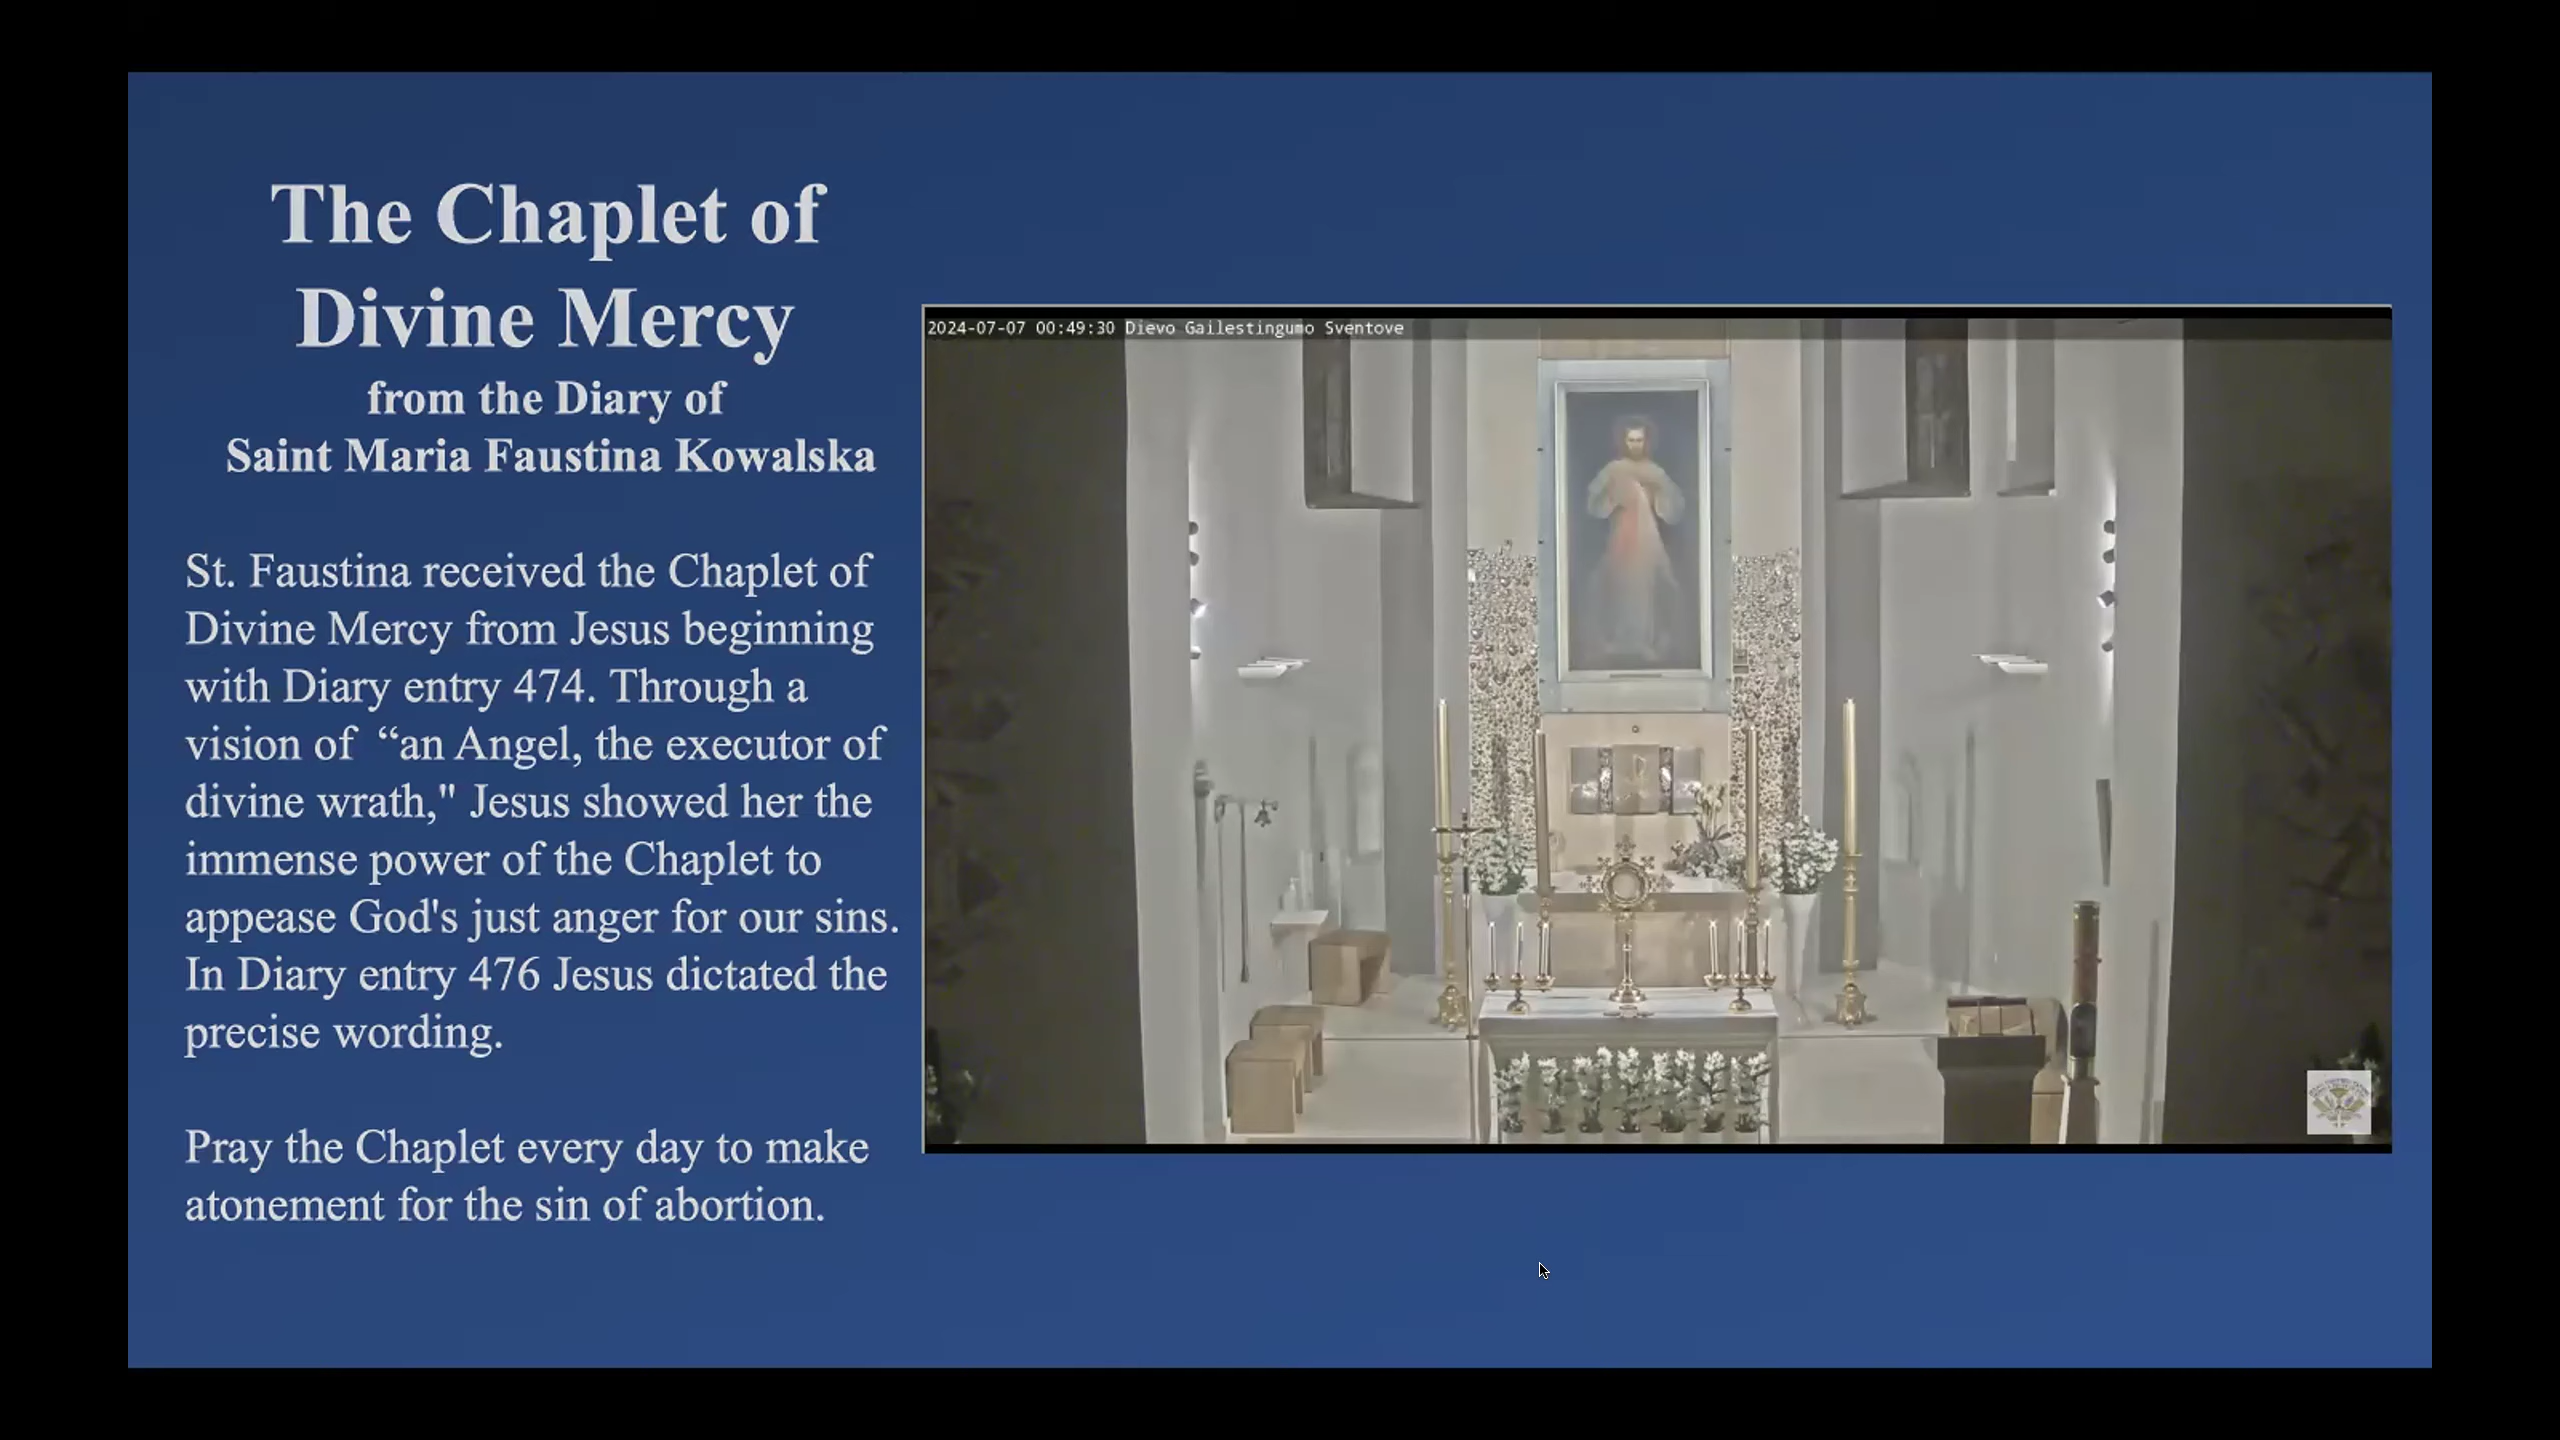 The Chaplet of
Divine Mercy
from the Diary of
Saint Maria Faustina Kowalska
St. Faustina received the Chaplet of
Divine Mercy from Jesus beginning
with Diary entry 474. Through a
vision of  “an Angel, the executor of
divine wrath," Jesus showed her the
immense power of the Chaplet to
appease God's just anger for our sins.
In Diary entry 476 Jesus dictated the
precise wording.
Pray the Chaplet every day to make
atonement for the sin of abortion.
2024-07-07 00:49:30 Dievo Gailestingumo Sventove